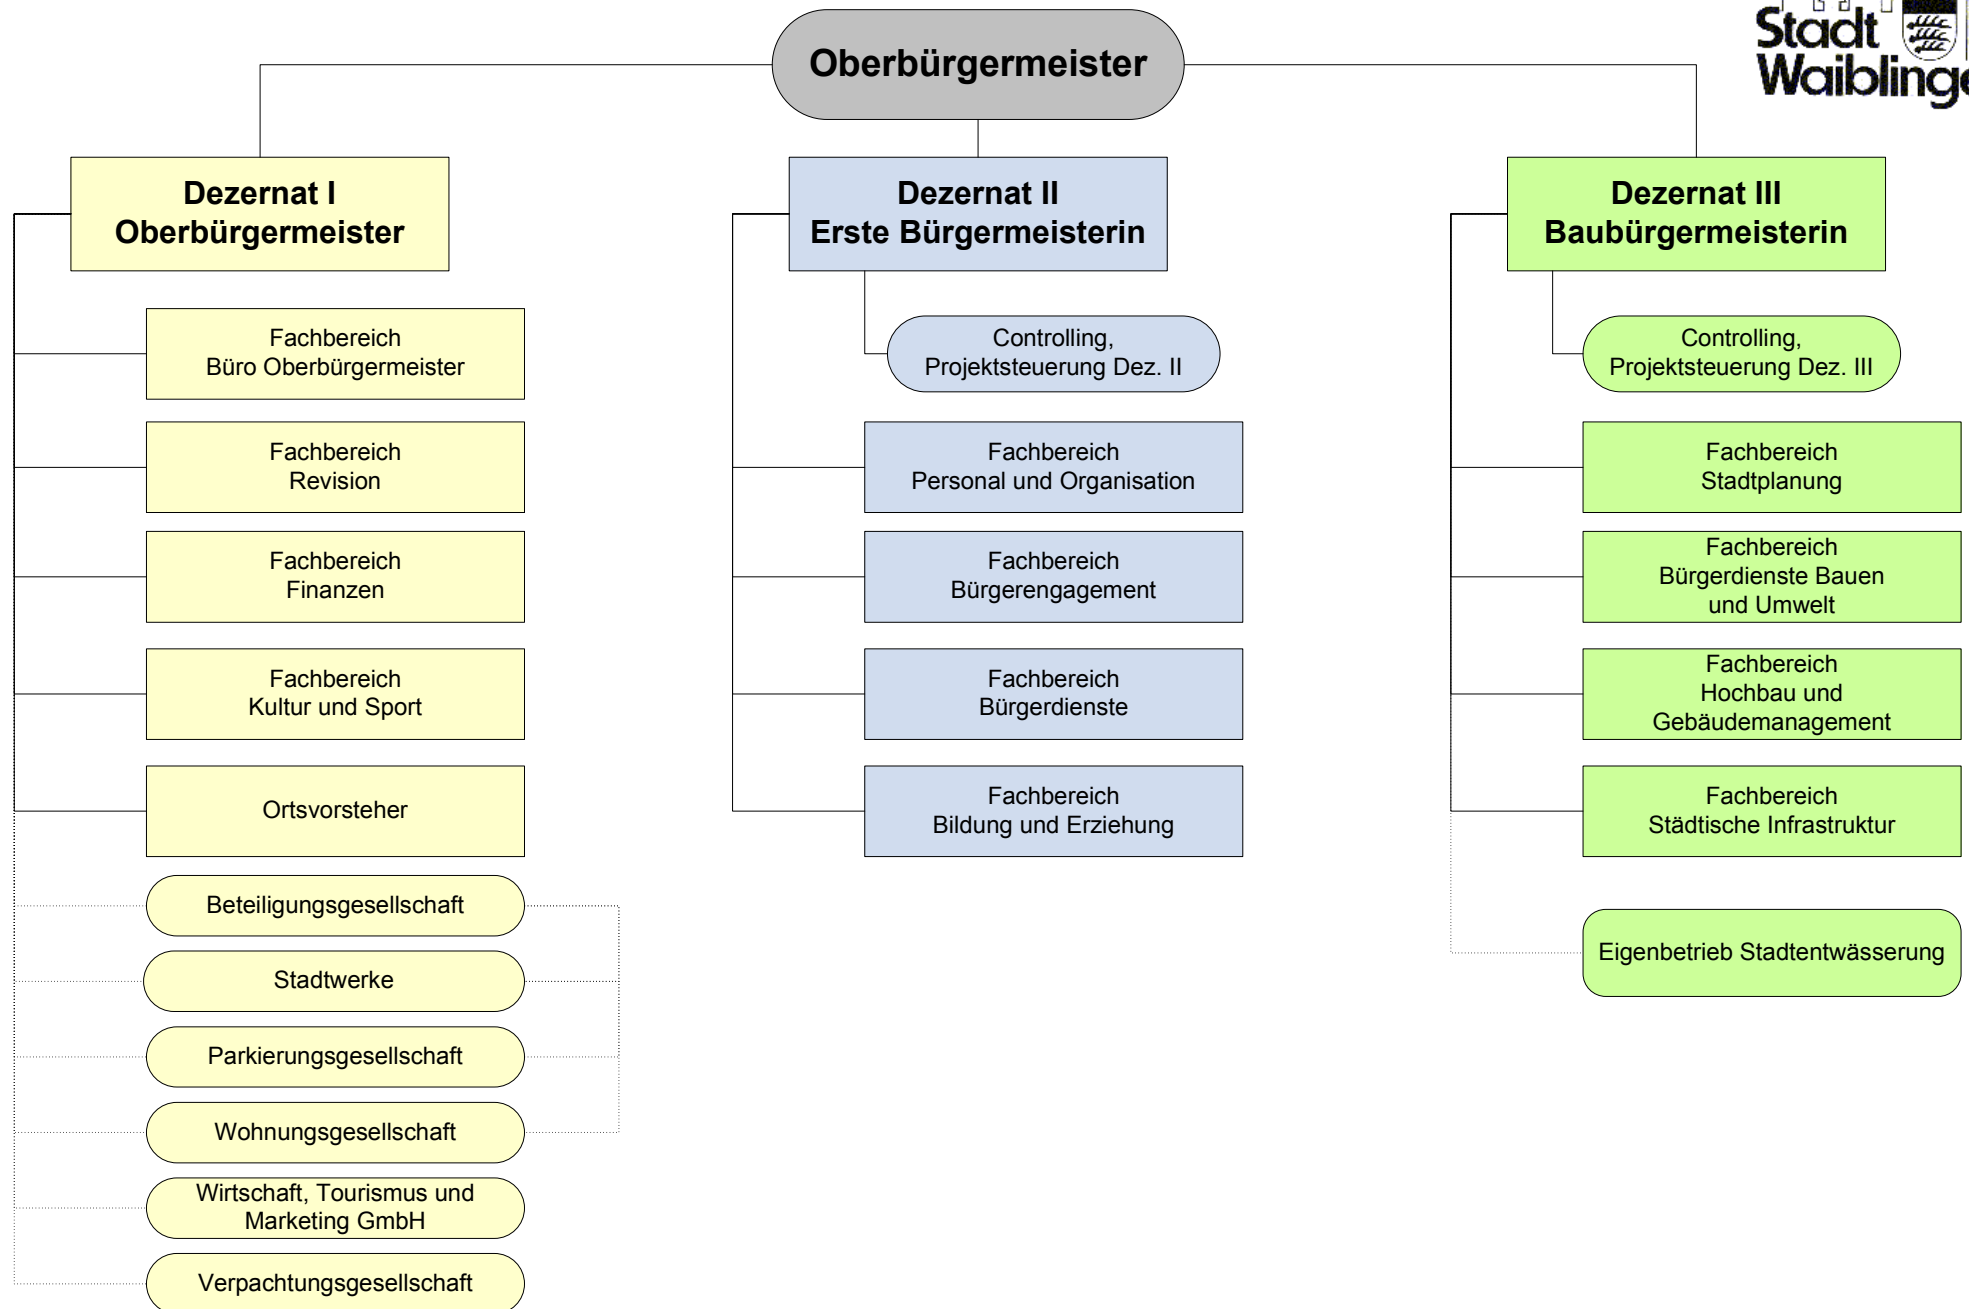 Stadt
Oberbürgermeister
Dezernat I
Oberbürgermeister
Fachbereich
Büro Oberbürgermeister
Fachbereich
Revision
Fachbereich
Finanzen
Fachbereich
Kultur und Sport
Ortsvorsteher
Beteiligungsgesellschaft
Stadtwerke
Parkierungsgesellschaft
Wohnungsgesellschaft
Wirtschaft, Tourismus und
Marketing GmbH
Verpachtungsgesellschaft
Dezernat II
Erste Bürgermeisterin
Controlling,
Projektsteuerung Dez. II
Fachbereich
Personal und Organisation
Fachbereich
Bürgerengagement
Fachbereich
Bürgerdienste
Fachbereich
Bildung und Erziehung
Dezernat III
Baubürgermeisterin
Controlling,
Projektsteuerung Dez. III
Fachbereich
Stadtplanung
Fachbereich
Bürgerdienste Bauen
und Umwelt
Fachbereich
Hochbau und
Gebäudemanagement
Fachbereich
Städtische Infrastruktur
Eigenbetrieb Stadtentwässerung